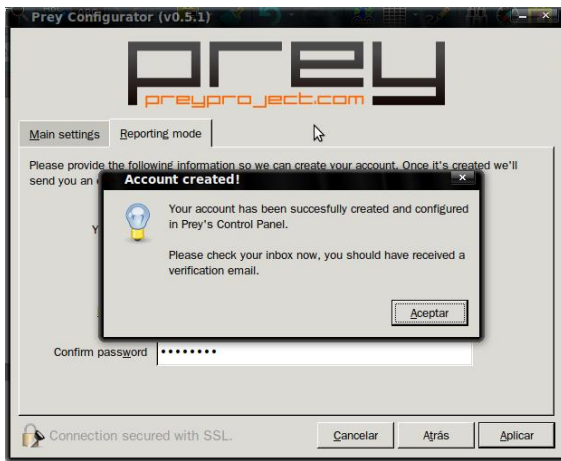 Prey Configurator (v0.5.1)
prey
preyproject.com
Main settings Reporting mode
Please provide the following information so we can create your account. Once it's created we'll
send you an
Account created!
Y
Your account has been succesfully created and configured
in Prey's Control Panel.
Please check your inbox now, you should have received a
verification email.
Aceptar
Confirm password
Connection secured with SSL.
Cancelar Atrás Aplicar